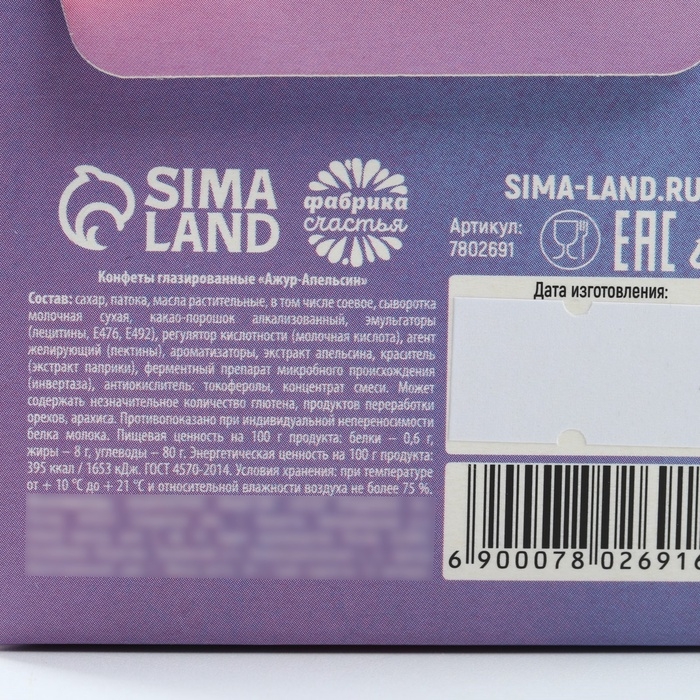 SIMA
LAND
фабрика
счастья
SIMA-LAND.RU
Артикул:
7802691
EAC
Дата изготовления:
Конфеты глазированные «Ажур-Апельсин»
Состав: сахар, патока, масла растительные, в том числе соевое, сыворотка
молочная сухая, какао-порошок алкализованный, эмульгаторы
(лецитины, Е476, Е492), регулятор кислотности (молочная кислота), агент
желирующий (пектины), ароматизаторы, экстракт апельсина, краситель
(экстракт паприки), ферментный препарат микробного происхождения
(инвертаза), антиокислитель: токоферолы, концентрат смеси. Может
содержать незначительное количество глютена, продуктов переработки
орехов, арахиса. Противопоказано при индивидуальной непереносимости
белка молока. Пищевая ценность на 100 г продукта: белки – 0,6 г,
жиры – 8 г, углеводы – 80 г. Энергетическая ценность на 100 г продукта:
395 ккал / 1653 кДж. ГОСТ 4570-2014. Условия хранения: при температуре
от + 10 °С до + 21 °С и относительной влажности воздуха не более 75 %.
6 900078 026916